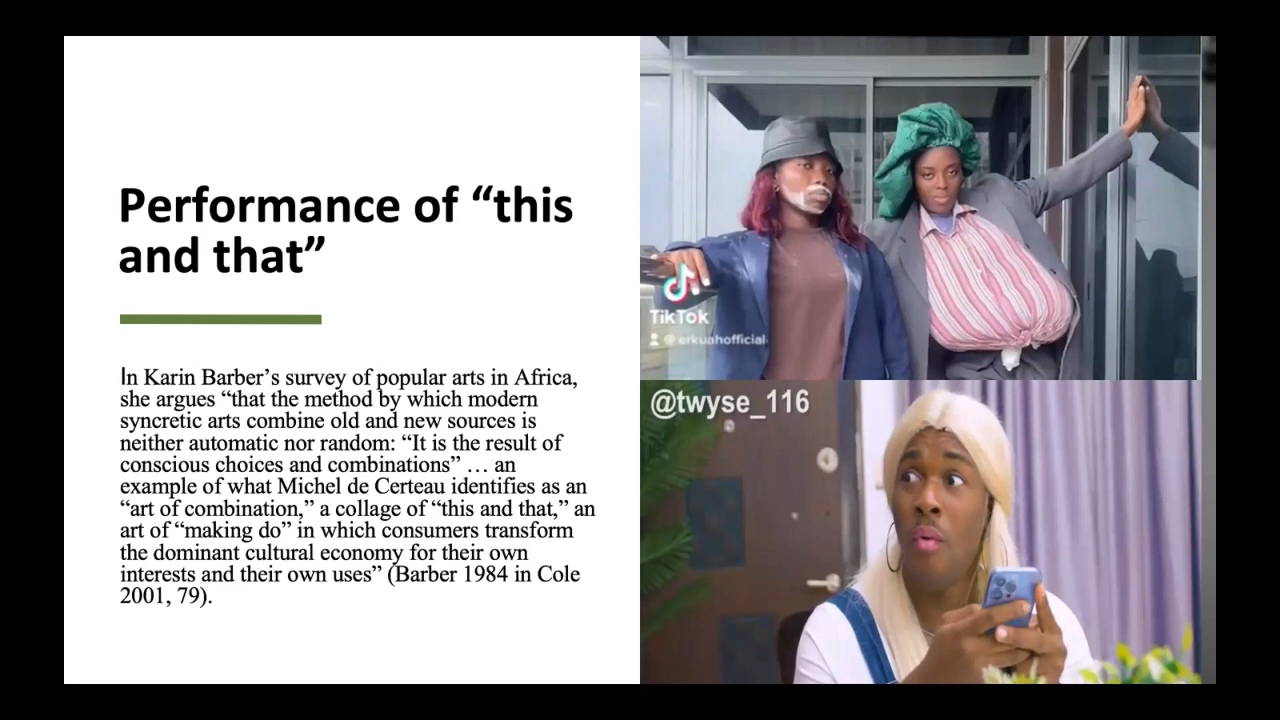 Performance of “this
and that”
In Karin Barber’s survey of popular arts in Africa,
she argues “that the method by which modern
syncretic arts combine old and new sources is
neither automatic nor random: “It is the result of
conscious choices and combinations” … an
example of what Michel de Certeau identifies as an
“art of combination,” a collage of “this and that,” an
art of “making do” in which consumers transform
the dominant cultural economy for their own
interests and their own uses” (Barber 1984 in Cole
2001, 79).
TikTok
@ erkuahofficial
@twyse_116